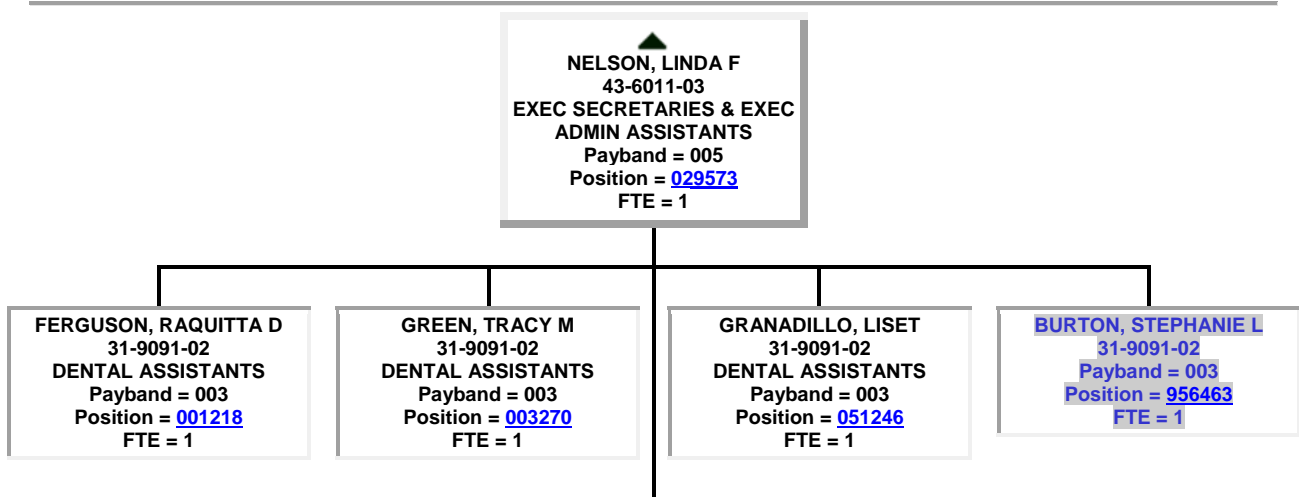 NELSON, LINDA F
43-6011-03
EXEC SECRETARIES & EXEC
ADMIN ASSISTANTS
Payband = 005
Position = 029573
FTE = 1
FERGUSON, RAQUITTA D
31-9091-02
DENTAL ASSISTANTS
Payband = 003
Position = 001218
FTE = 1
GREEN, TRACY M
31-9091-02
DENTAL ASSISTANTS
Payband = 003
Position = 003270
FTE = 1
GRANADILLO, LISET
31-9091-02
DENTAL ASSISTANTS
Payband = 003
Position = 051246
FTE = 1
BURTON, STEPHANIE L
31-9091-02
Payband = 003
Position = 956463
FTE = 1